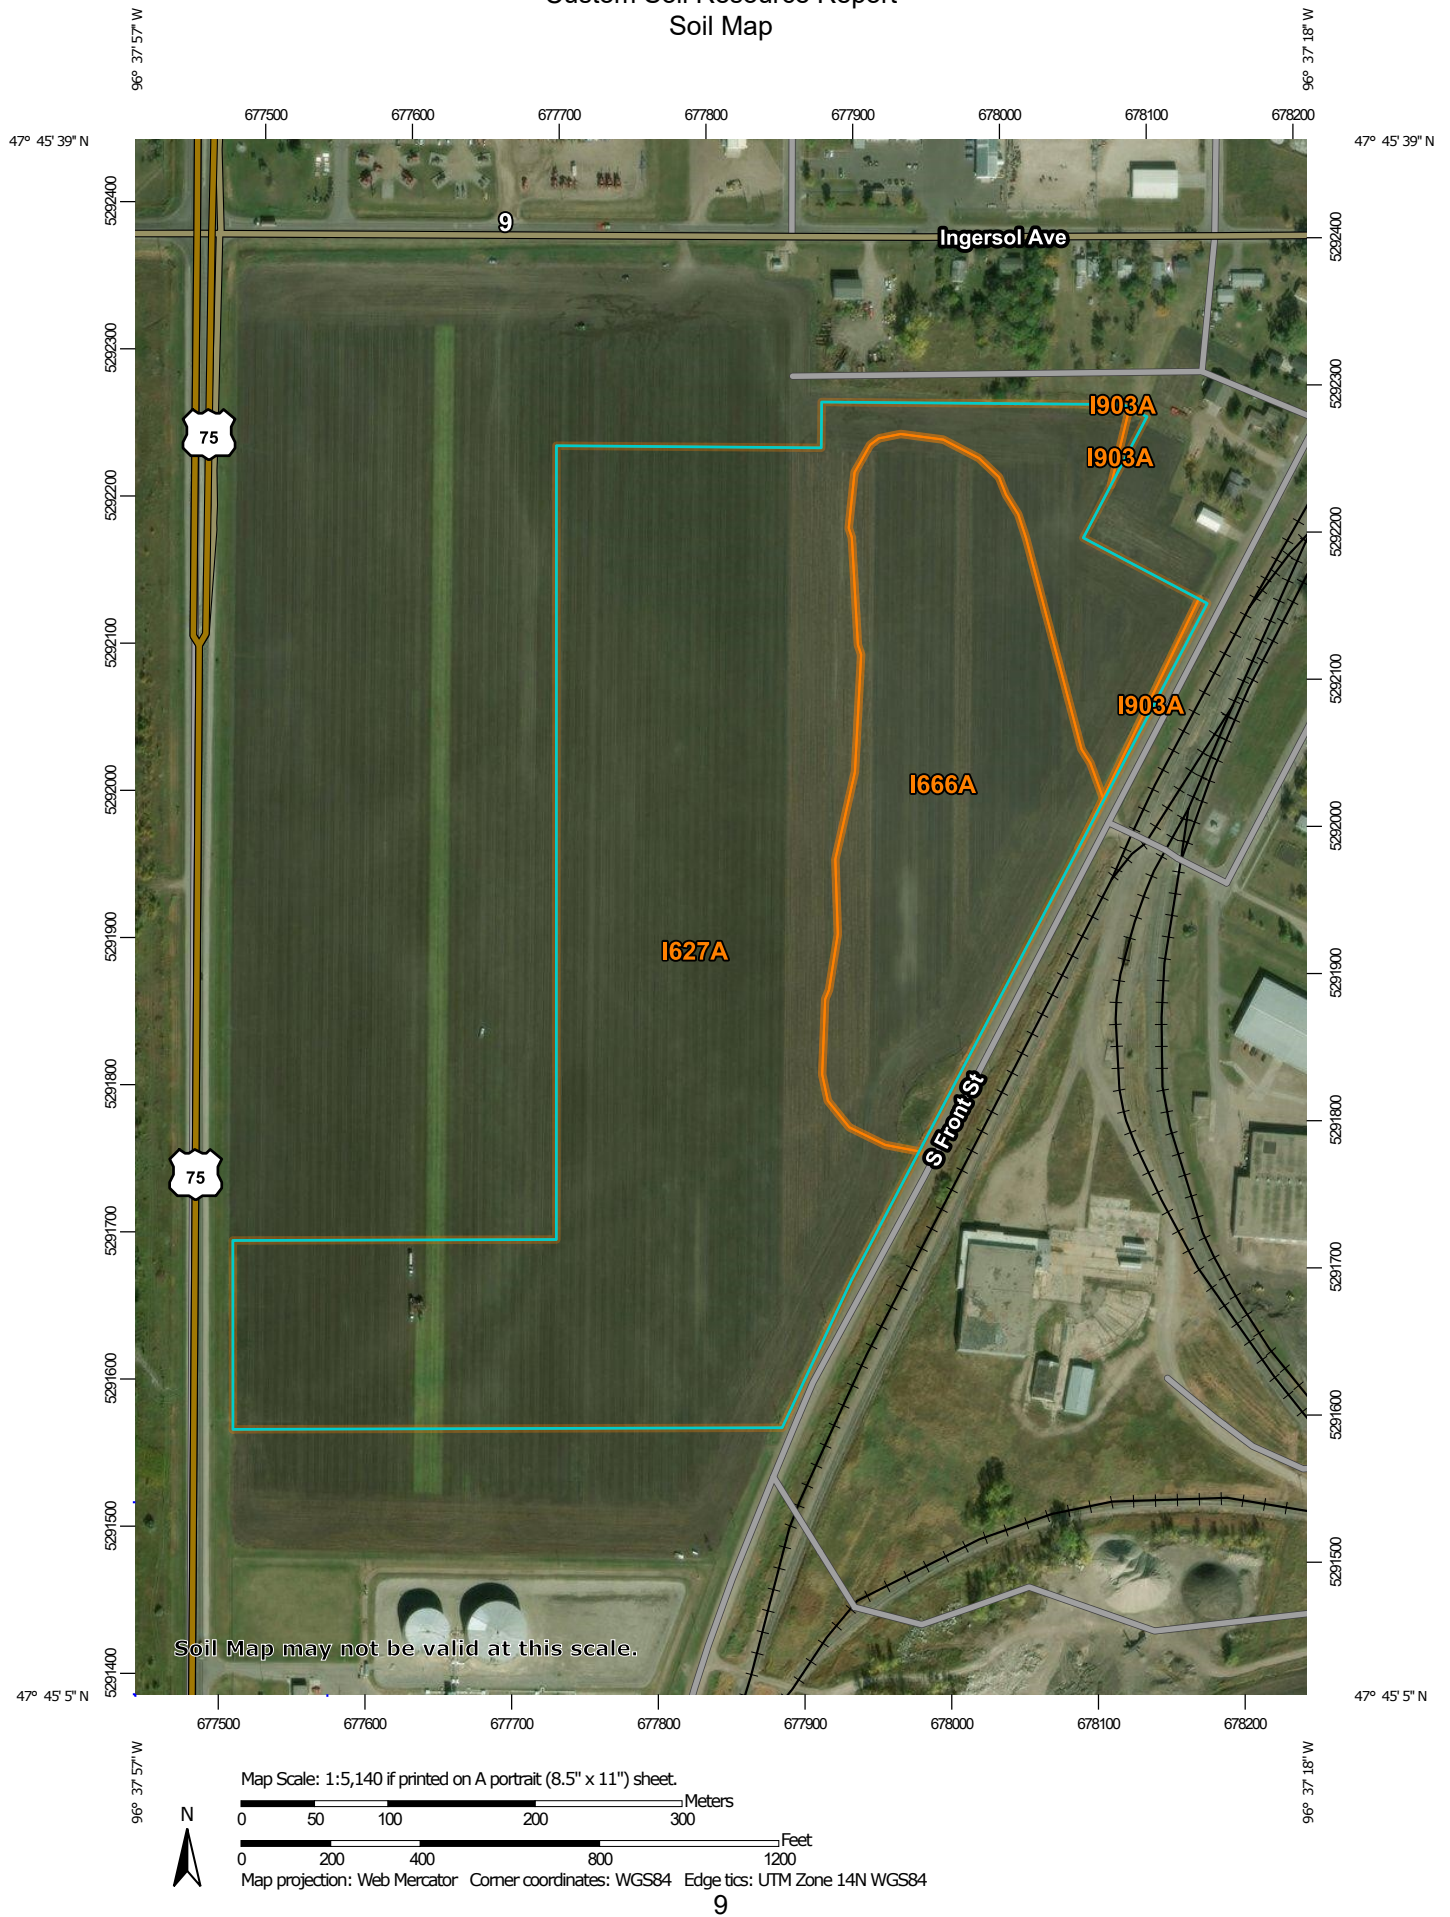 Custom Soil Resource Report
Soil Map
96° 37' 57" W
96° 37' 18" W
677500
677600
677700
677800
677900
678000
678100
678200
47° 45' 39" N
47° 45' 39" N
5292400
5292300
5292200
5292100
5292000
5291900
5291800
5291700
5291600
5291500
5291400
5292400
5292300
5292200
5292100
5292000
5291900
5291800
5291700
5291600
5291500
9
Ingersol Ave
75
I903A
I903A
I903A
I666A
I627A
S Front St
75
Soil Map may not be valid at this scale.
47° 45' 5" N
47° 45' 5" N
677500
677600
677700
677800
677900
678000
678100
678200
96° 37' 57" W
96° 37' 18" W
Map Scale: 1:5,140 if printed on A portrait (8.5" x 11") sheet.
Meters
0 50 100 200 300
N
Feet
0 200 400 800 1200
Map projection: Web Mercator Corner coordinates: WGS84 Edge tics: UTM Zone 14N WGS84
9